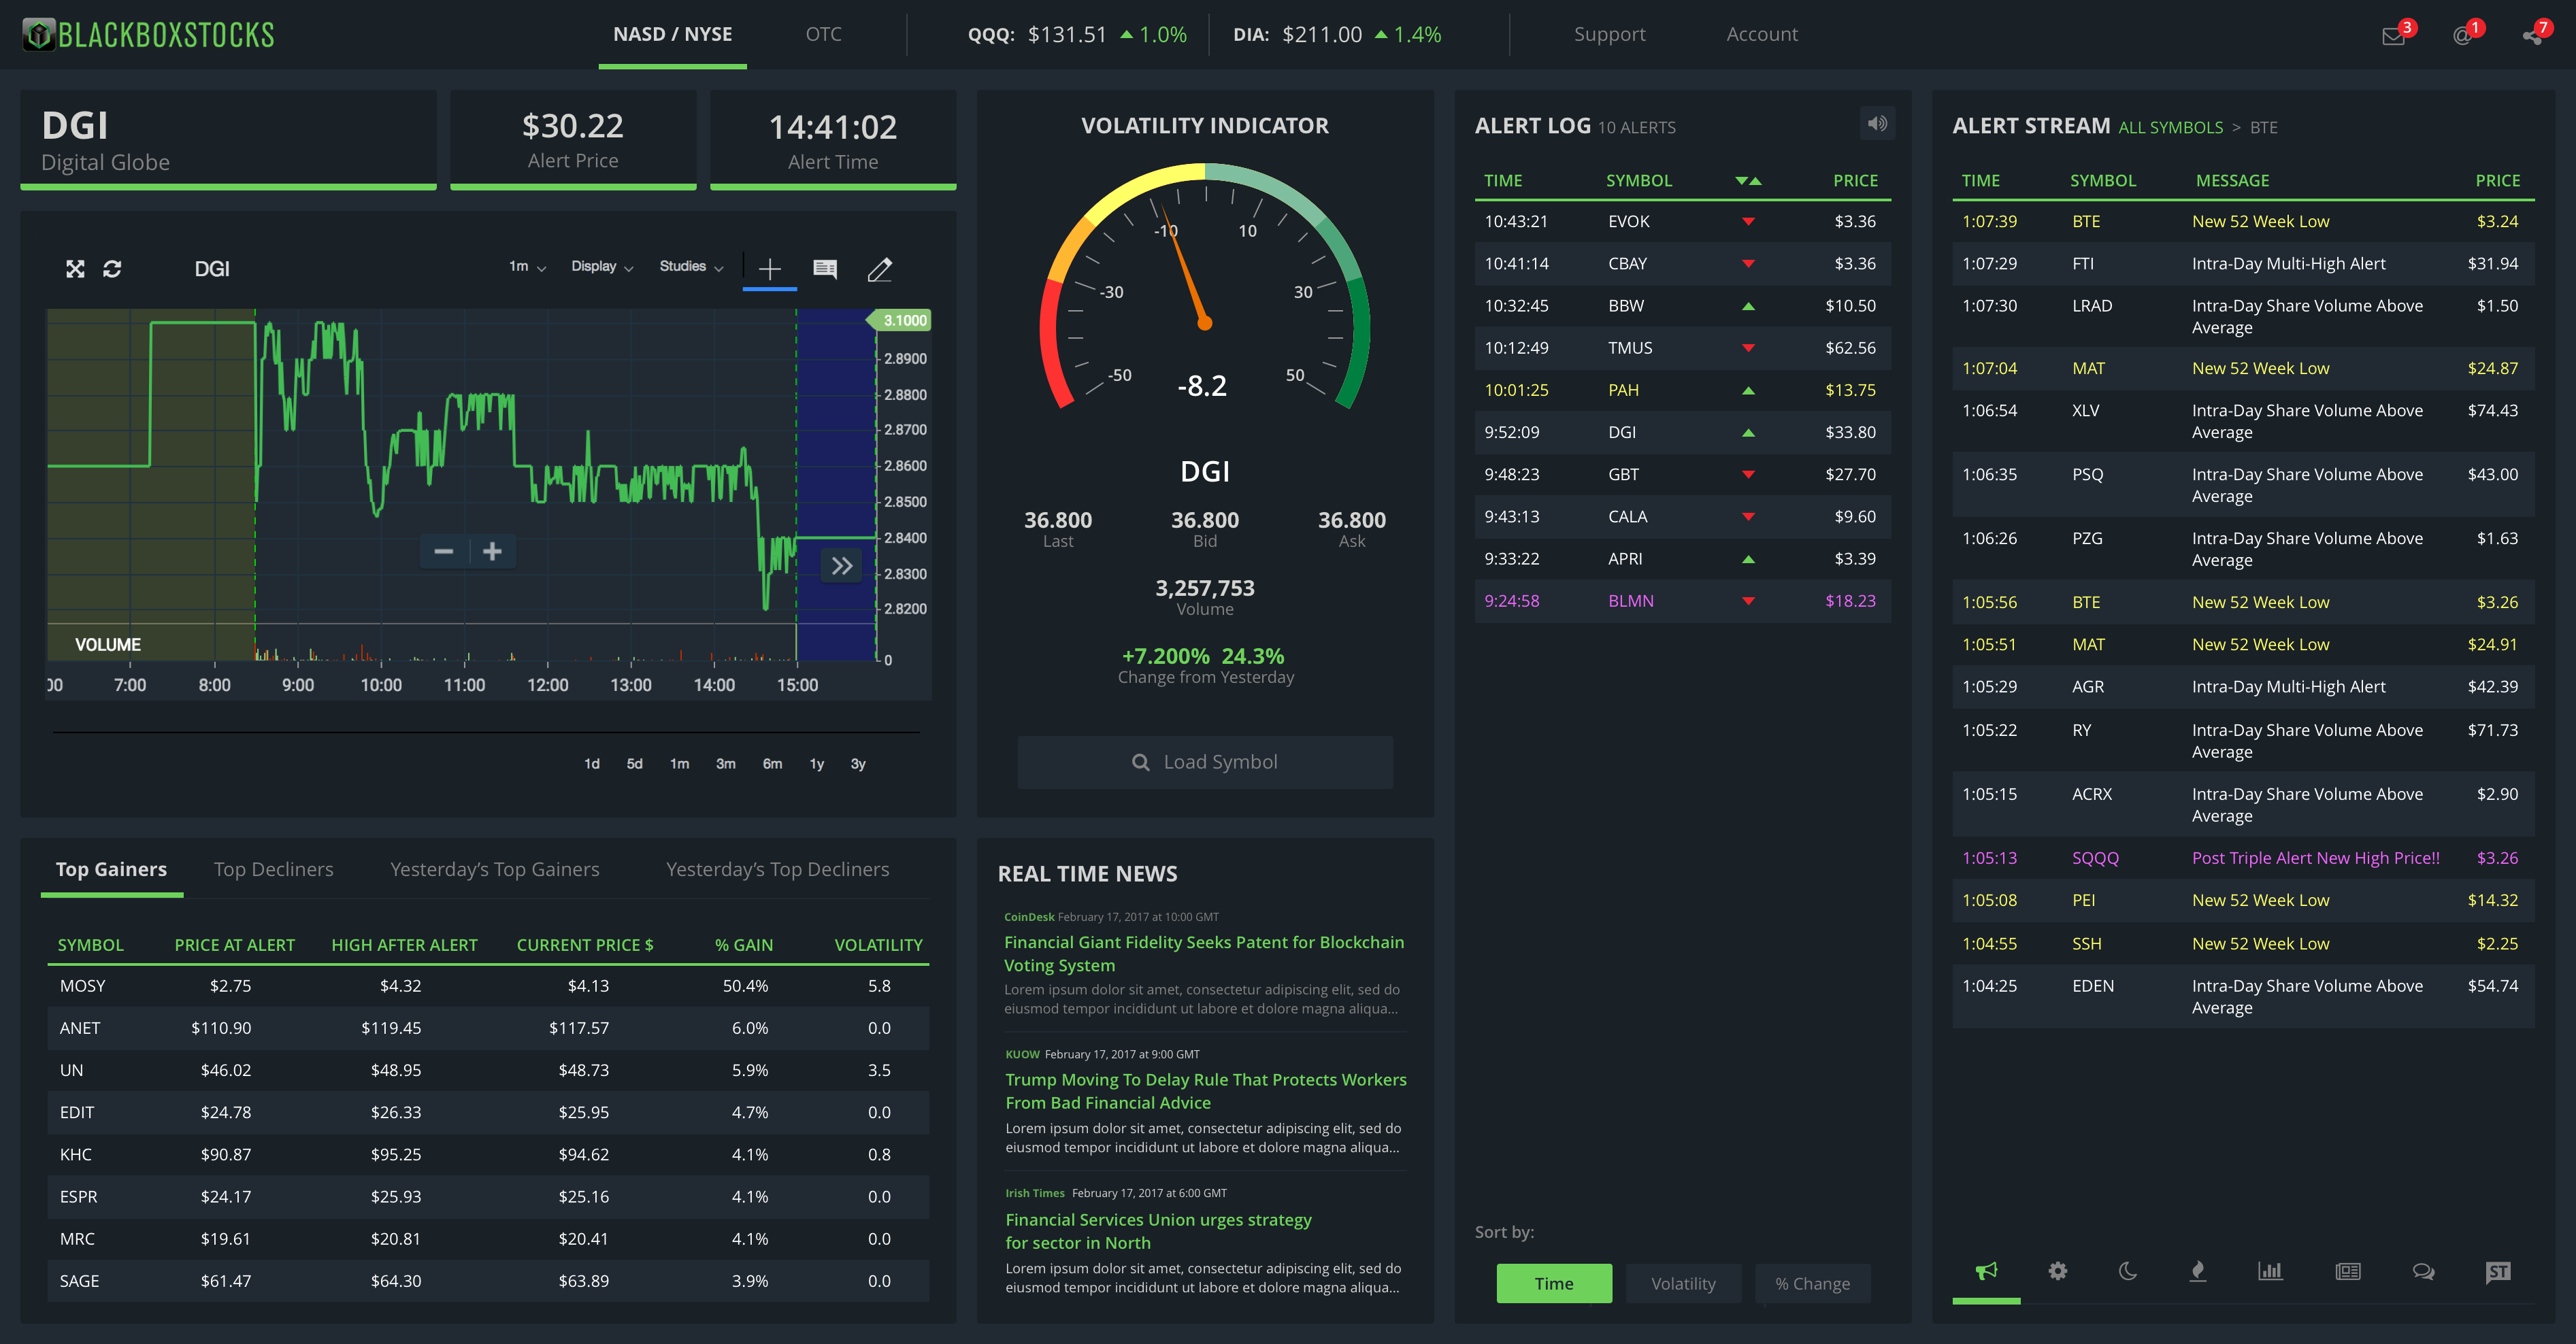 BLACKBOXSTOCKS
NASD / NYSE
OTC
QQQ: $131.51 1.0%
DIA: $211.00 1.4%
Support
Account
3
@ 1
7
DGI
Digital Globe
$30.22
Alert Price
14:41:02
Alert Time
DGI
1m
Display
Studies
3.1000
2.8900
2.8800
2.8700
2.8600
2.8500
2.8400
2.8300
2.8200
0
VOLUME
00 7:00 8:00 9:00 10:00 11:00 12:00 13:00 14:00 15:00
1d 5d 1m 3m 6m 1y 3y
VOLATILITY INDICATOR
-10 10
-30 30
-50 50
-8.2
DGI
36.800 36.800 36.800
Last Bid Ask
3,257,753
Volume
+7.200% 24.3%
Change from Yesterday
Load Symbol
ALERT LOG 10 ALERTS
TIME SYMBOL PRICE
10:43:21 EVOK $3.36
10:41:14 CBAY $3.36
10:32:45 BBW $10.50
10:12:49 TMUS $62.56
10:01:25 PAH $13.75
9:52:09 DGI $33.80
9:48:23 GBT $27.70
9:43:13 CALA $9.60
9:33:22 APRI $3.39
9:24:58 BLMN $18.23
Sort by:
Time Volatility % Change
ALERT STREAM ALL SYMBOLS > BTE
TIME SYMBOL MESSAGE PRICE
1:07:39 BTE New 52 Week Low $3.24
1:07:29 FTI Intra-Day Multi-High Alert $31.94
1:07:30 LRAD Intra-Day Share Volume Above $1.50
Average
1:07:04 MAT New 52 Week Low $24.87
1:06:54 XLV Intra-Day Share Volume Above $74.43
Average
1:06:35 PSQ Intra-Day Share Volume Above $43.00
Average
1:06:26 PZG Intra-Day Share Volume Above $1.63
Average
1:05:56 BTE New 52 Week Low $3.26
1:05:51 MAT New 52 Week Low $24.91
1:05:29 AGR Intra-Day Multi-High Alert $42.39
1:05:22 RY Intra-Day Share Volume Above $71.73
Average
1:05:15 ACRX Intra-Day Share Volume Above $2.90
Average
1:05:13 SQQQ Post Triple Alert New High Price!! $3.26
1:05:08 PEI New 52 Week Low $14.32
1:04:55 SSH New 52 Week Low $2.25
1:04:25 EDEN Intra-Day Share Volume Above $54.74
Average
ST
Top Gainers Top Decliners Yesterday’s Top Gainers Yesterday’s Top Decliners
SYMBOL PRICE AT ALERT HIGH AFTER ALERT CURRENT PRICE $ % GAIN VOLATILITY
MOSY $2.75 $4.32 $4.13 50.4% 5.8
ANET $110.90 $119.45 $117.57 6.0% 0.0
UN $46.02 $48.95 $48.73 5.9% 3.5
EDIT $24.78 $26.33 $25.95 4.7% 0.0
KHC $90.87 $95.25 $94.62 4.1% 0.8
ESPR $24.17 $25.93 $25.16 4.1% 0.0
MRC $19.61 $20.81 $20.41 4.1% 0.0
SAGE $61.47 $64.30 $63.89 3.9% 0.0
REAL TIME NEWS
CoinDesk February 17, 2017 at 10:00 GMT
Financial Giant Fidelity Seeks Patent for Blockchain
Voting System
Lorem ipsum dolor sit amet, consectetur adipiscing elit, sed do
eiusmod tempor incididunt ut labore et dolore magna aliqua...
KUOW February 17, 2017 at 9:00 GMT
Trump Moving To Delay Rule That Protects Workers
From Bad Financial Advice
Lorem ipsum dolor sit amet, consectetur adipiscing elit, sed do
eiusmod tempor incididunt ut labore et dolore magna aliqua...
Irish Times February 17, 2017 at 6:00 GMT
Financial Services Union urges strategy
for sector in North
Lorem ipsum dolor sit amet, consectetur adipiscing elit, sed do
eiusmod tempor incididunt ut labore et dolore magna aliqua...